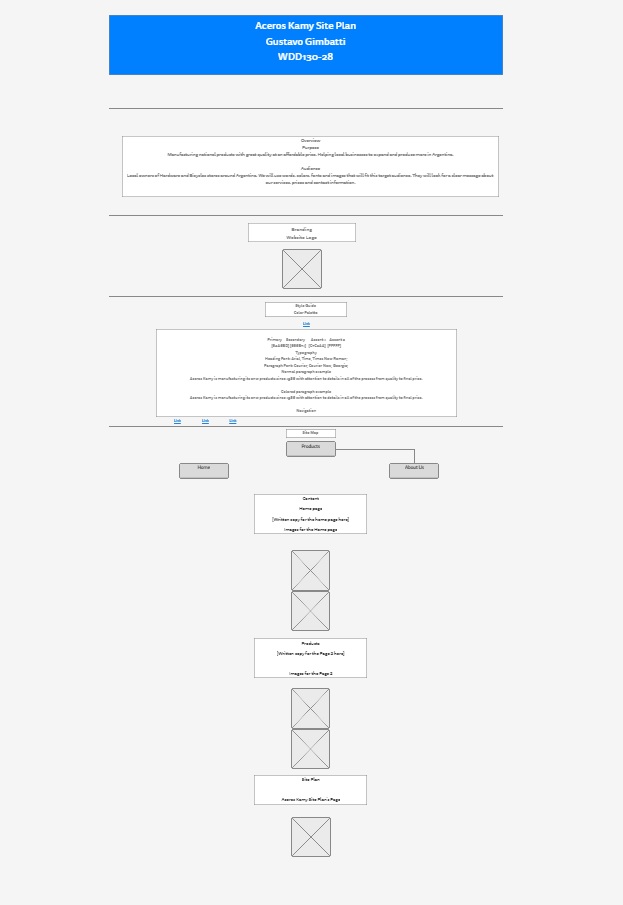 Aceros Kamy Site Plan
Gustavo Gimbatti
WDD130-28
Overview
Purpose
Manufacturing national products with great quality at an affordable price. Helping local businesses to expand and produce more in Argentina.
Audience
Local owners of Hardware and Bicycles stores around Argentina. We will use words, colors, fonts and images that will fit this target audience. They will look for a clear message about
our services, prices and contact information.
Branding
Website Logo
Style Guide
Color Palette
Link
Primary Secondary Accent 1 Accent 2
Typography
Heading Font: Arial, Time, Times New Roman;
Paragraph Font: Courier, Courier New, Georgia;
Normal paragraph example
Aceros Kamy is manufacturing its own products since 1988 with attention to details in all of the process from quality to final price.
Colored paragraph example
Aceros Kamy is manufacturing its own products since 1988 with attention to details in all of the process from quality to final price.
Navigation
Link Link Link
Site Map
Products
Home About Us
Content
Home page
[Written copy for the home page here]
Images for the Home page
Products
[Written copy for the Page 2 here]
Images for the Page 2
Site Plan
Aceros Kamy Site Plan's Page